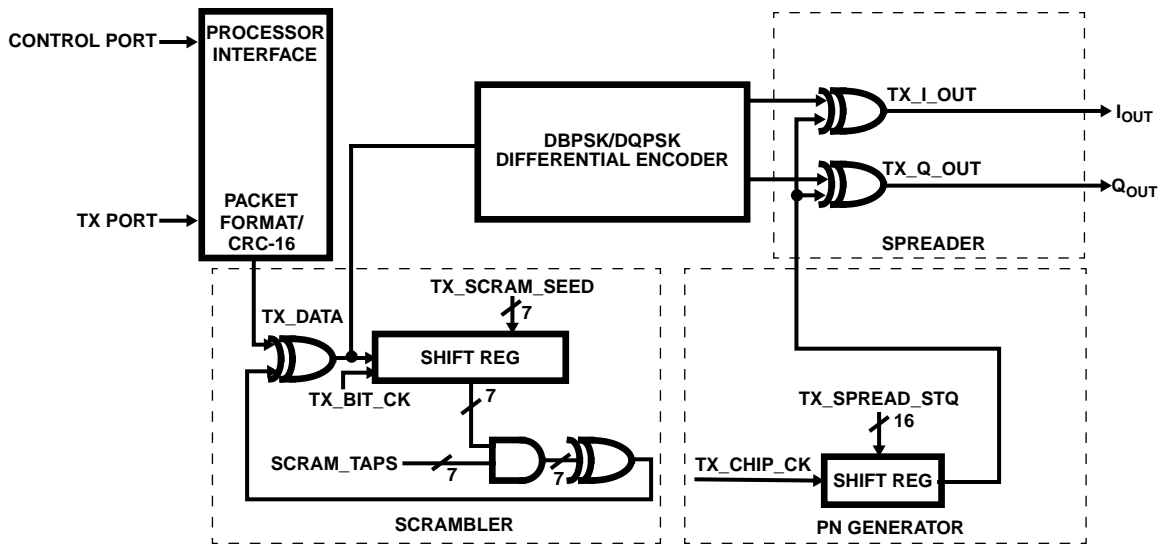 CONTROL PORT
PROCESSOR
INTERFACE
TX PORT
PACKET
FORMAT/
CRC-16
DBPSK/DQPSK
DIFFERENTIAL ENCODER
TX_I_OUT
IOUT
TX_Q_OUT
QOUT
SPREADER
TX_DATA
TX_SCRAM_SEED
7
SHIFT REG
TX_BIT_CK
7
SCRAM_TAPS
7
7
SCRAMBLER
TX_SPREAD_STQ
16
TX_CHIP_CK
SHIFT REG
PN GENERATOR